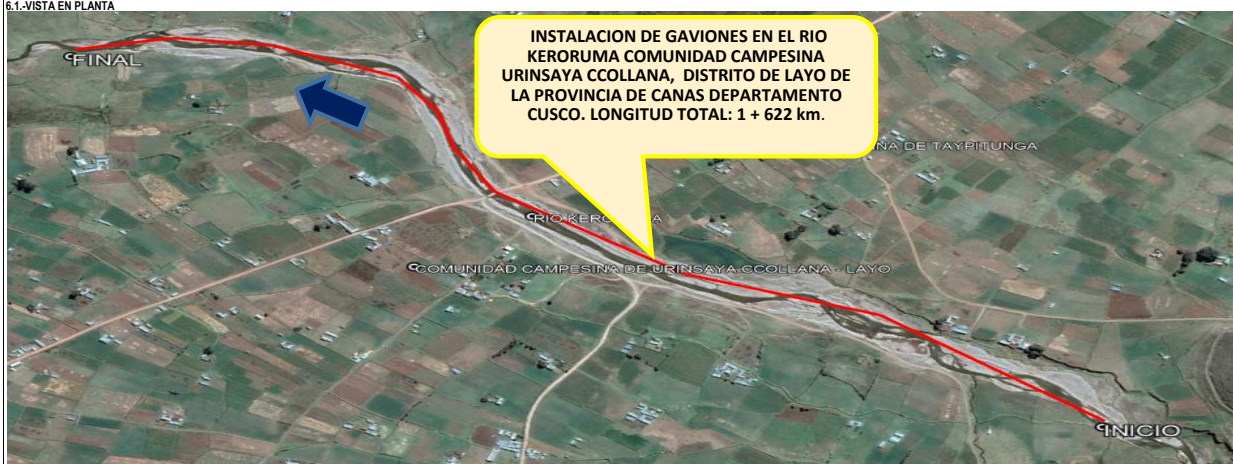 6.1.-VISTA EN PLANTA
INSTALACION DE GAVIONES EN EL RIO
KERORUMA COMUNIDAD CAMPESINA
URINSAYA CCOLLANA, DISTRITO DE LAYO DE
LA PROVINCIA DE CANAS DEPARTAMENTO
CUSCO. LONGITUD TOTAL: 1 + 622 km.
FINAL
DE TAYPITUNGA
RIO
COMUNIDAD CAMPESINA DE URINSAYA CCOLLANA - LAYO
INICIO